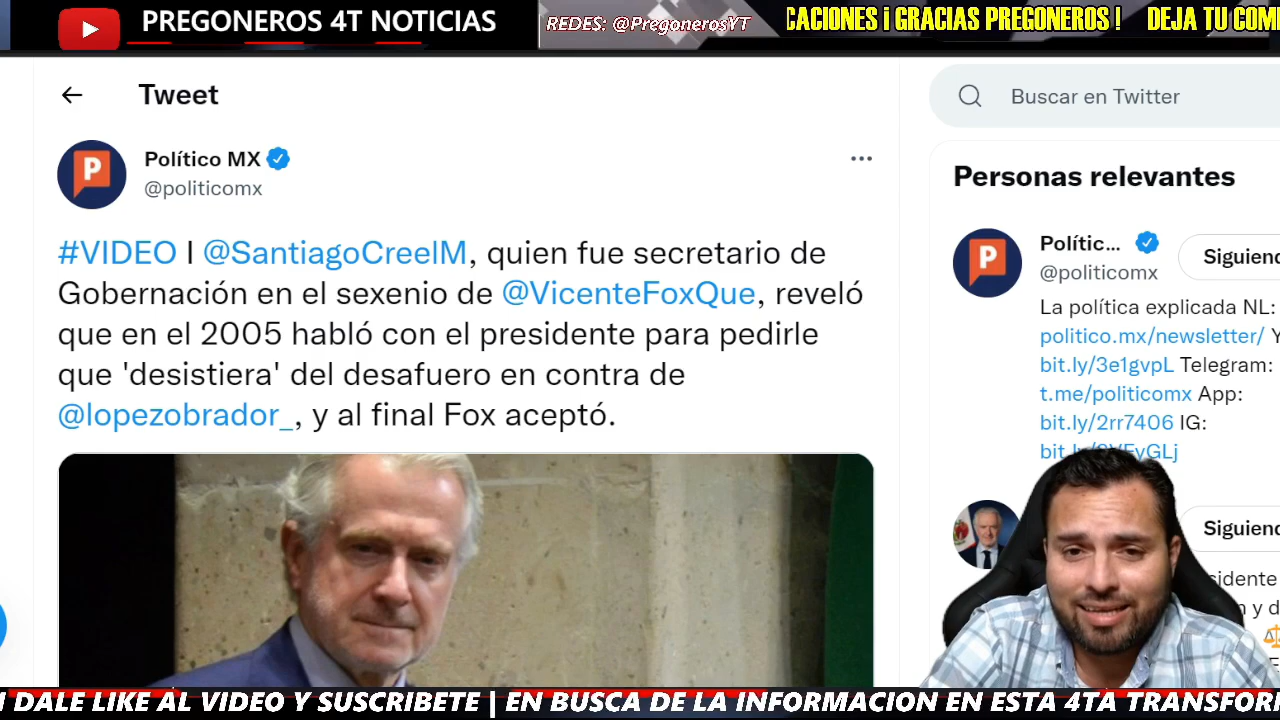 PREGONEROS 4T NOTICIAS
REDES: @PregonerosYT
CACIONES ¡ GRACIAS PREGONEROS ! DEJA TU COM
Tweet
Buscar en Twitter
P
Político MX
@politicomx
#VIDEO I @SantiagoCreelM, quien fue secretario de
Gobernación en el sexenio de @VicenteFoxQue, reveló
que en el 2005 habló con el presidente para pedirle
que 'desistiera' del desafuero en contra de
@lopezobrador_, y al final Fox aceptó.
Personas relevantes
P
Polític...
@politicomx
Siguiend
La política explicada NL:
politico.mx/newsletter/ Y
bit.ly/3e1gvpL Telegram:
t.me/politicomx App:
bit.ly/2rr7406 IG:
Siguiend
sidente
n y d
DALE LIKE AL VIDEO Y SUSCRIBETE | EN BUSCA DE LA INFORMACION EN ESTA 4TA TRANSFOR